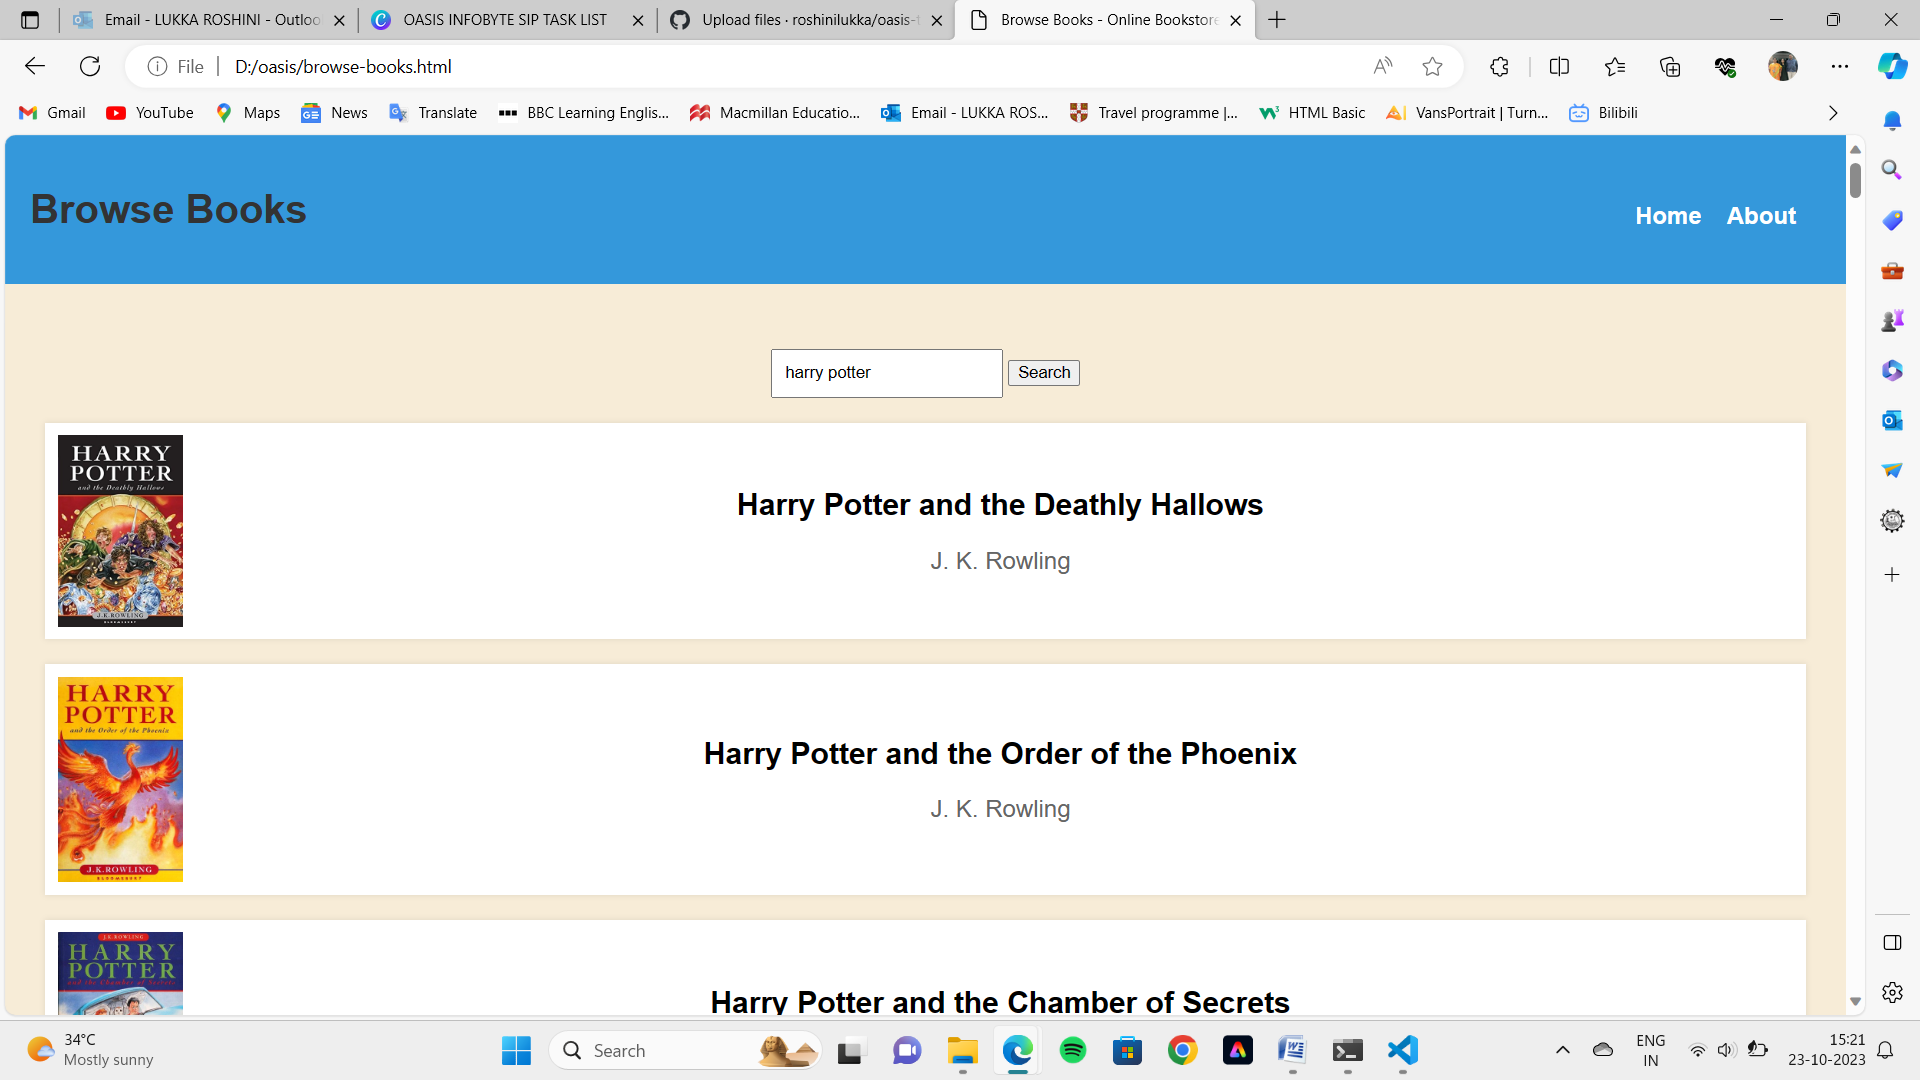 Email - LUKKA ROSHINI - Outloo
OASIS INFOBYTE SIP TASK LIST
Upload files · roshinilukka/oasis-t
Browse Books - Online Bookstore
File
D:/oasis/browse-books.html
Gmail
YouTube
Maps
News
Translate
BBC Learning Englis...
Macmillan Educatio...
Email - LUKKA ROS...
Travel programme |...
HTML Basic
VansPortrait | Turn...
Bilibili
Browse Books
Home
About
harry potter
Search
HARRY
POTTER
and the Deathly Hallows
J.K.ROWLING
BLOOMSBURY
Harry Potter and the Deathly Hallows
J. K. Rowling
HARRY
POTTER
and the Order of the Phoenix
J.K.ROWLING
BLOOMSBURY
Harry Potter and the Order of the Phoenix
J. K. Rowling
J.K.ROWLING
HARRY
POTTER
and the Chamber of Secrets
Harry Potter and the Chamber of Secrets
34°C
Mostly sunny
Search
ENG
IN
15:21
23-10-2023